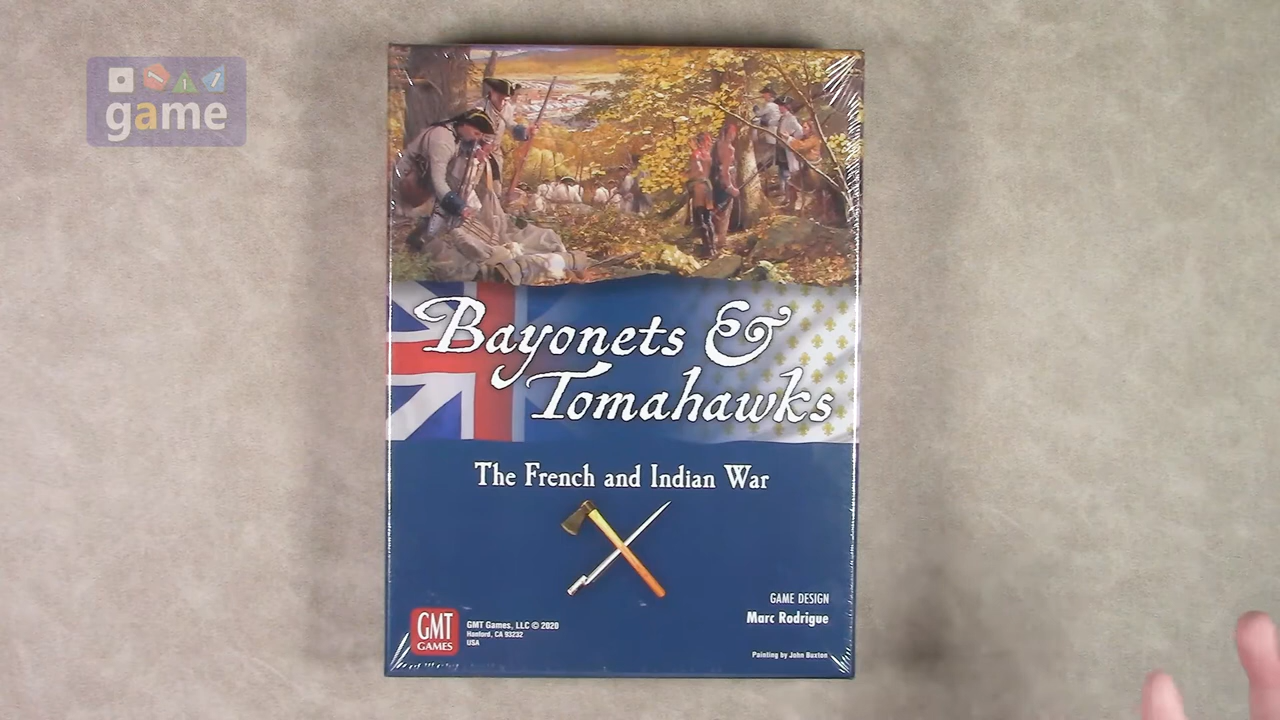 game
Bayonets &
Tomahawks
The French and Indian War
GAME DESIGN
Marc Rodrigue
GMT
GAMES
GMT Games, LLC © 2020
Hanford, CA 93232
USA
Painting by John Buxton